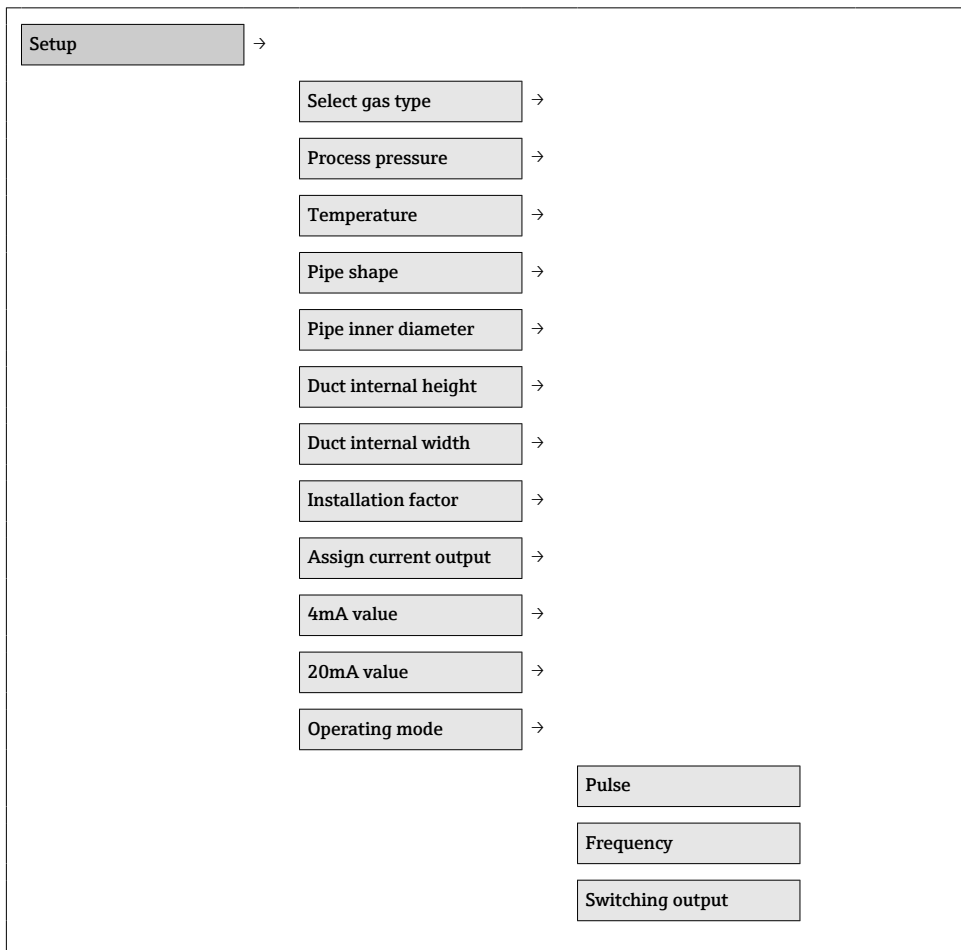 Setup →
Select gas type →
Process pressure →
Temperature →
Pipe shape →
Pipe inner diameter →
Duct internal height →
Duct internal width →
Installation factor →
Assign current output →
4mA value →
20mA value →
Operating mode →
Pulse
Frequency
Switching output